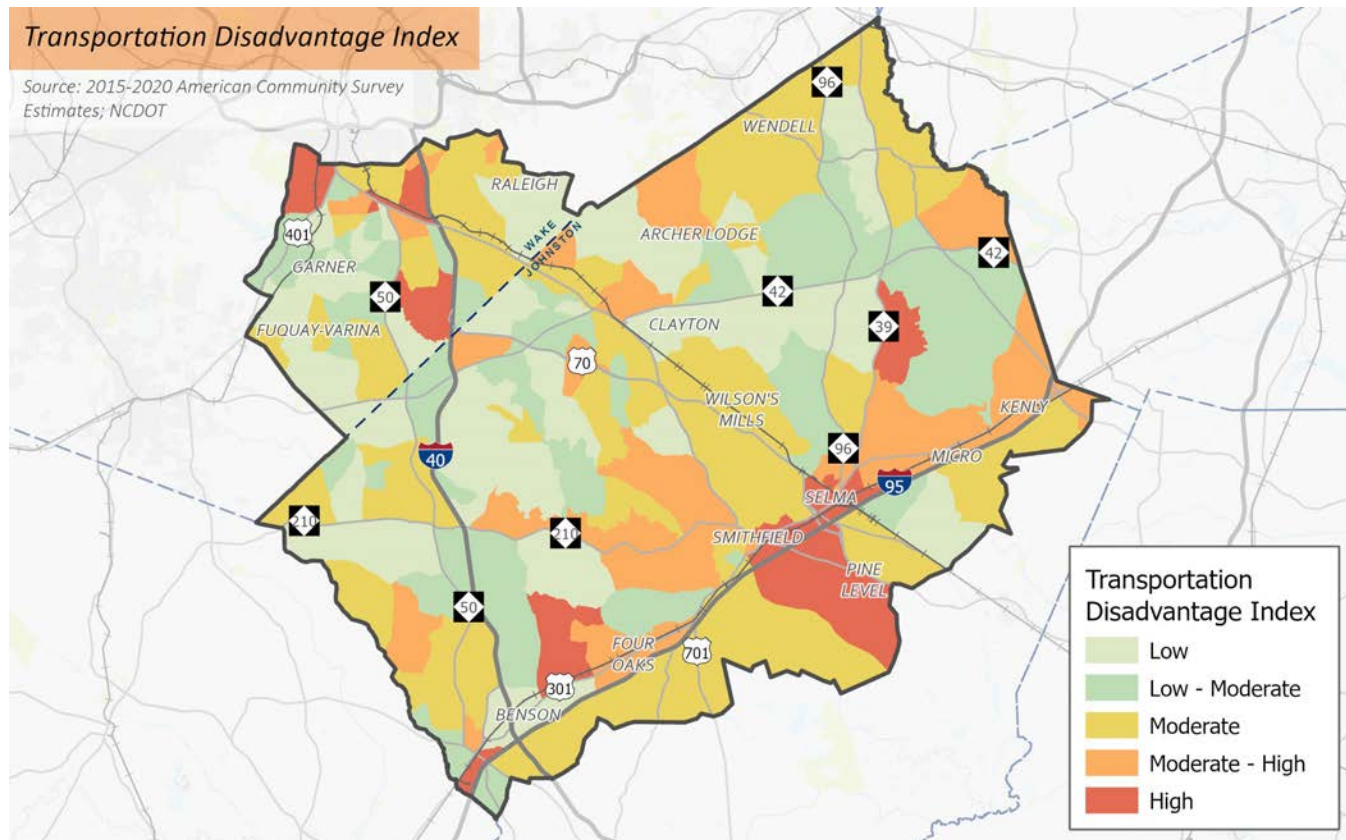 Transportation Disadvantage Index
Source: 2015-2020 American Community Survey
Estimates; NCDOT
96
WENDELL
RALEIGH
401
WAKE
JOHNSTON
ARCHER LODGE
42
GARNER
50
42
FUQUAY-VARINA
CLAYTON
39
70
WILSON'S
MILLS
KENLY
40
96
MICRO
95
SELMA
210
210
SMITHFIELD
PINE
LEVEL
50
FOUR
OAKS
701
301
BENSON
Transportation
Disadvantage Index
Low
Low - Moderate
Moderate
Moderate - High
High